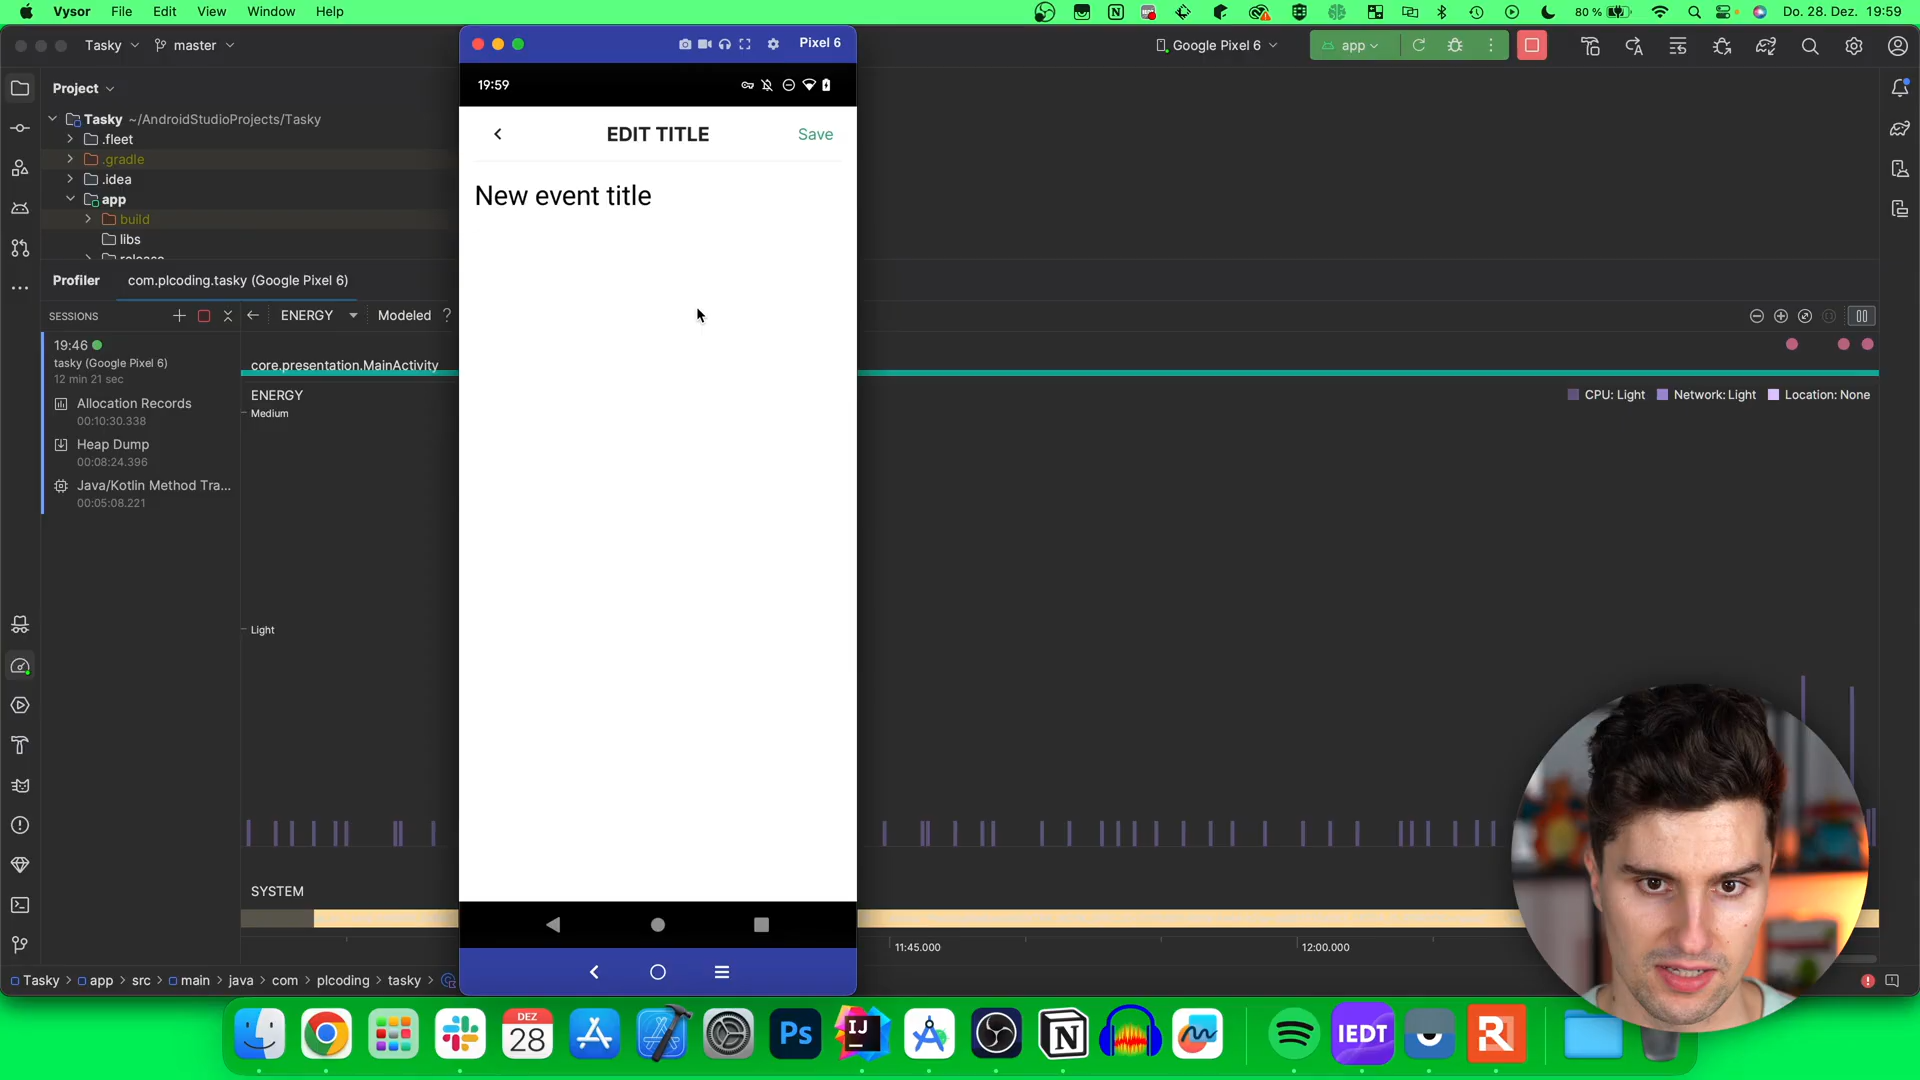 Vysor File Edit View Window Help
80 % Do. 28. Dez. 19:59
Tasky master
Google Pixel 6 app
Pixel 6
19:59
EDIT TITLE Save
New event title
Project
Tasky ~/AndroidStudioProjects/Tasky
.fleet
.gradle
.idea
app
build
libs
release
Profiler com.plcoding.tasky (Google Pixel 6)
SESSIONS
ENERGY Modeled ?
19:46
tasky (Google Pixel 6)
12 min 21 sec
Allocation Records
00:10:30.338
Heap Dump
00:08:24.396
Java/Kotlin Method Tra...
00:05:08.221
core.presentation.MainActivity
ENERGY
Medium
CPU: Light Network: Light Location: None
Light
SYSTEM
11:45.000 12:00.000
Tasky > app > src > main > java > com > plcoding > tasky >
DEZ
28
Ps
IJ
IEDT